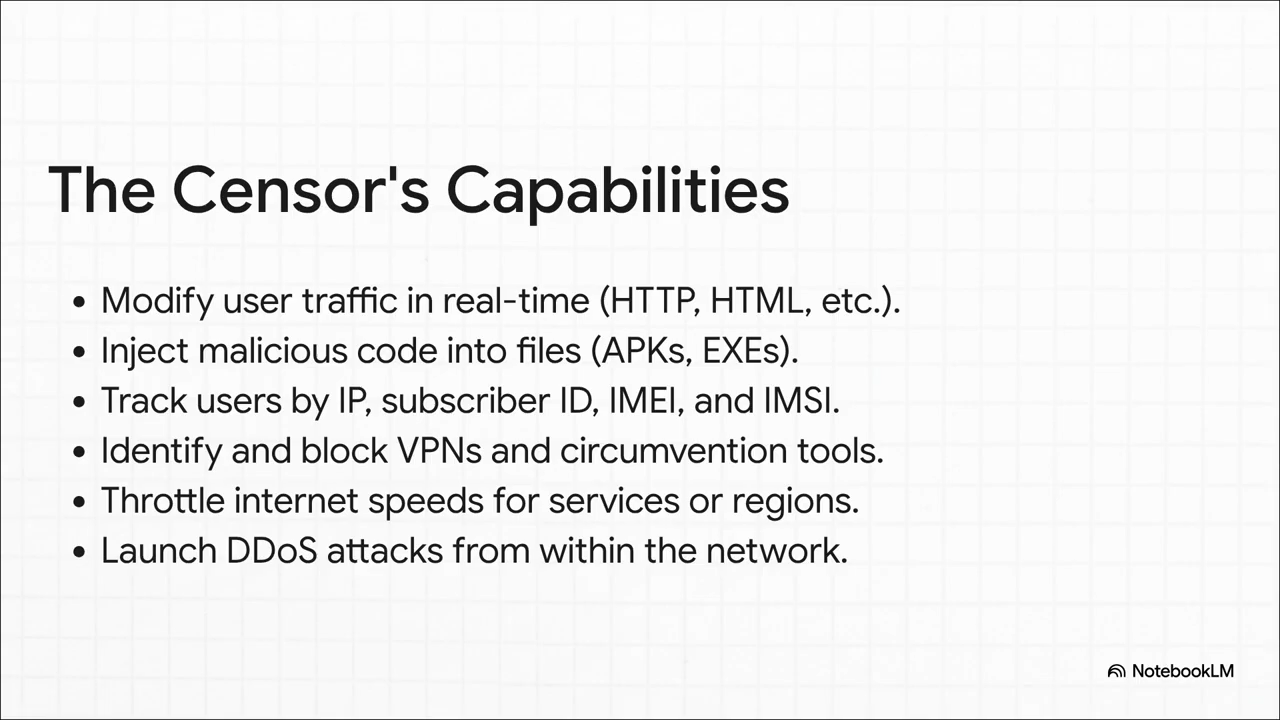 The Censor's Capabilities
• Modify user traffic in real-time (HTTP, HTML, etc.).
• Inject malicious code into files (APKs, EXEs).
• Track users by IP, subscriber ID, IMEI, and IMSI.
• Identify and block VPNs and circumvention tools.
• Throttle internet speeds for services or regions.
• Launch DDoS attacks from within the network.
NotebookLM